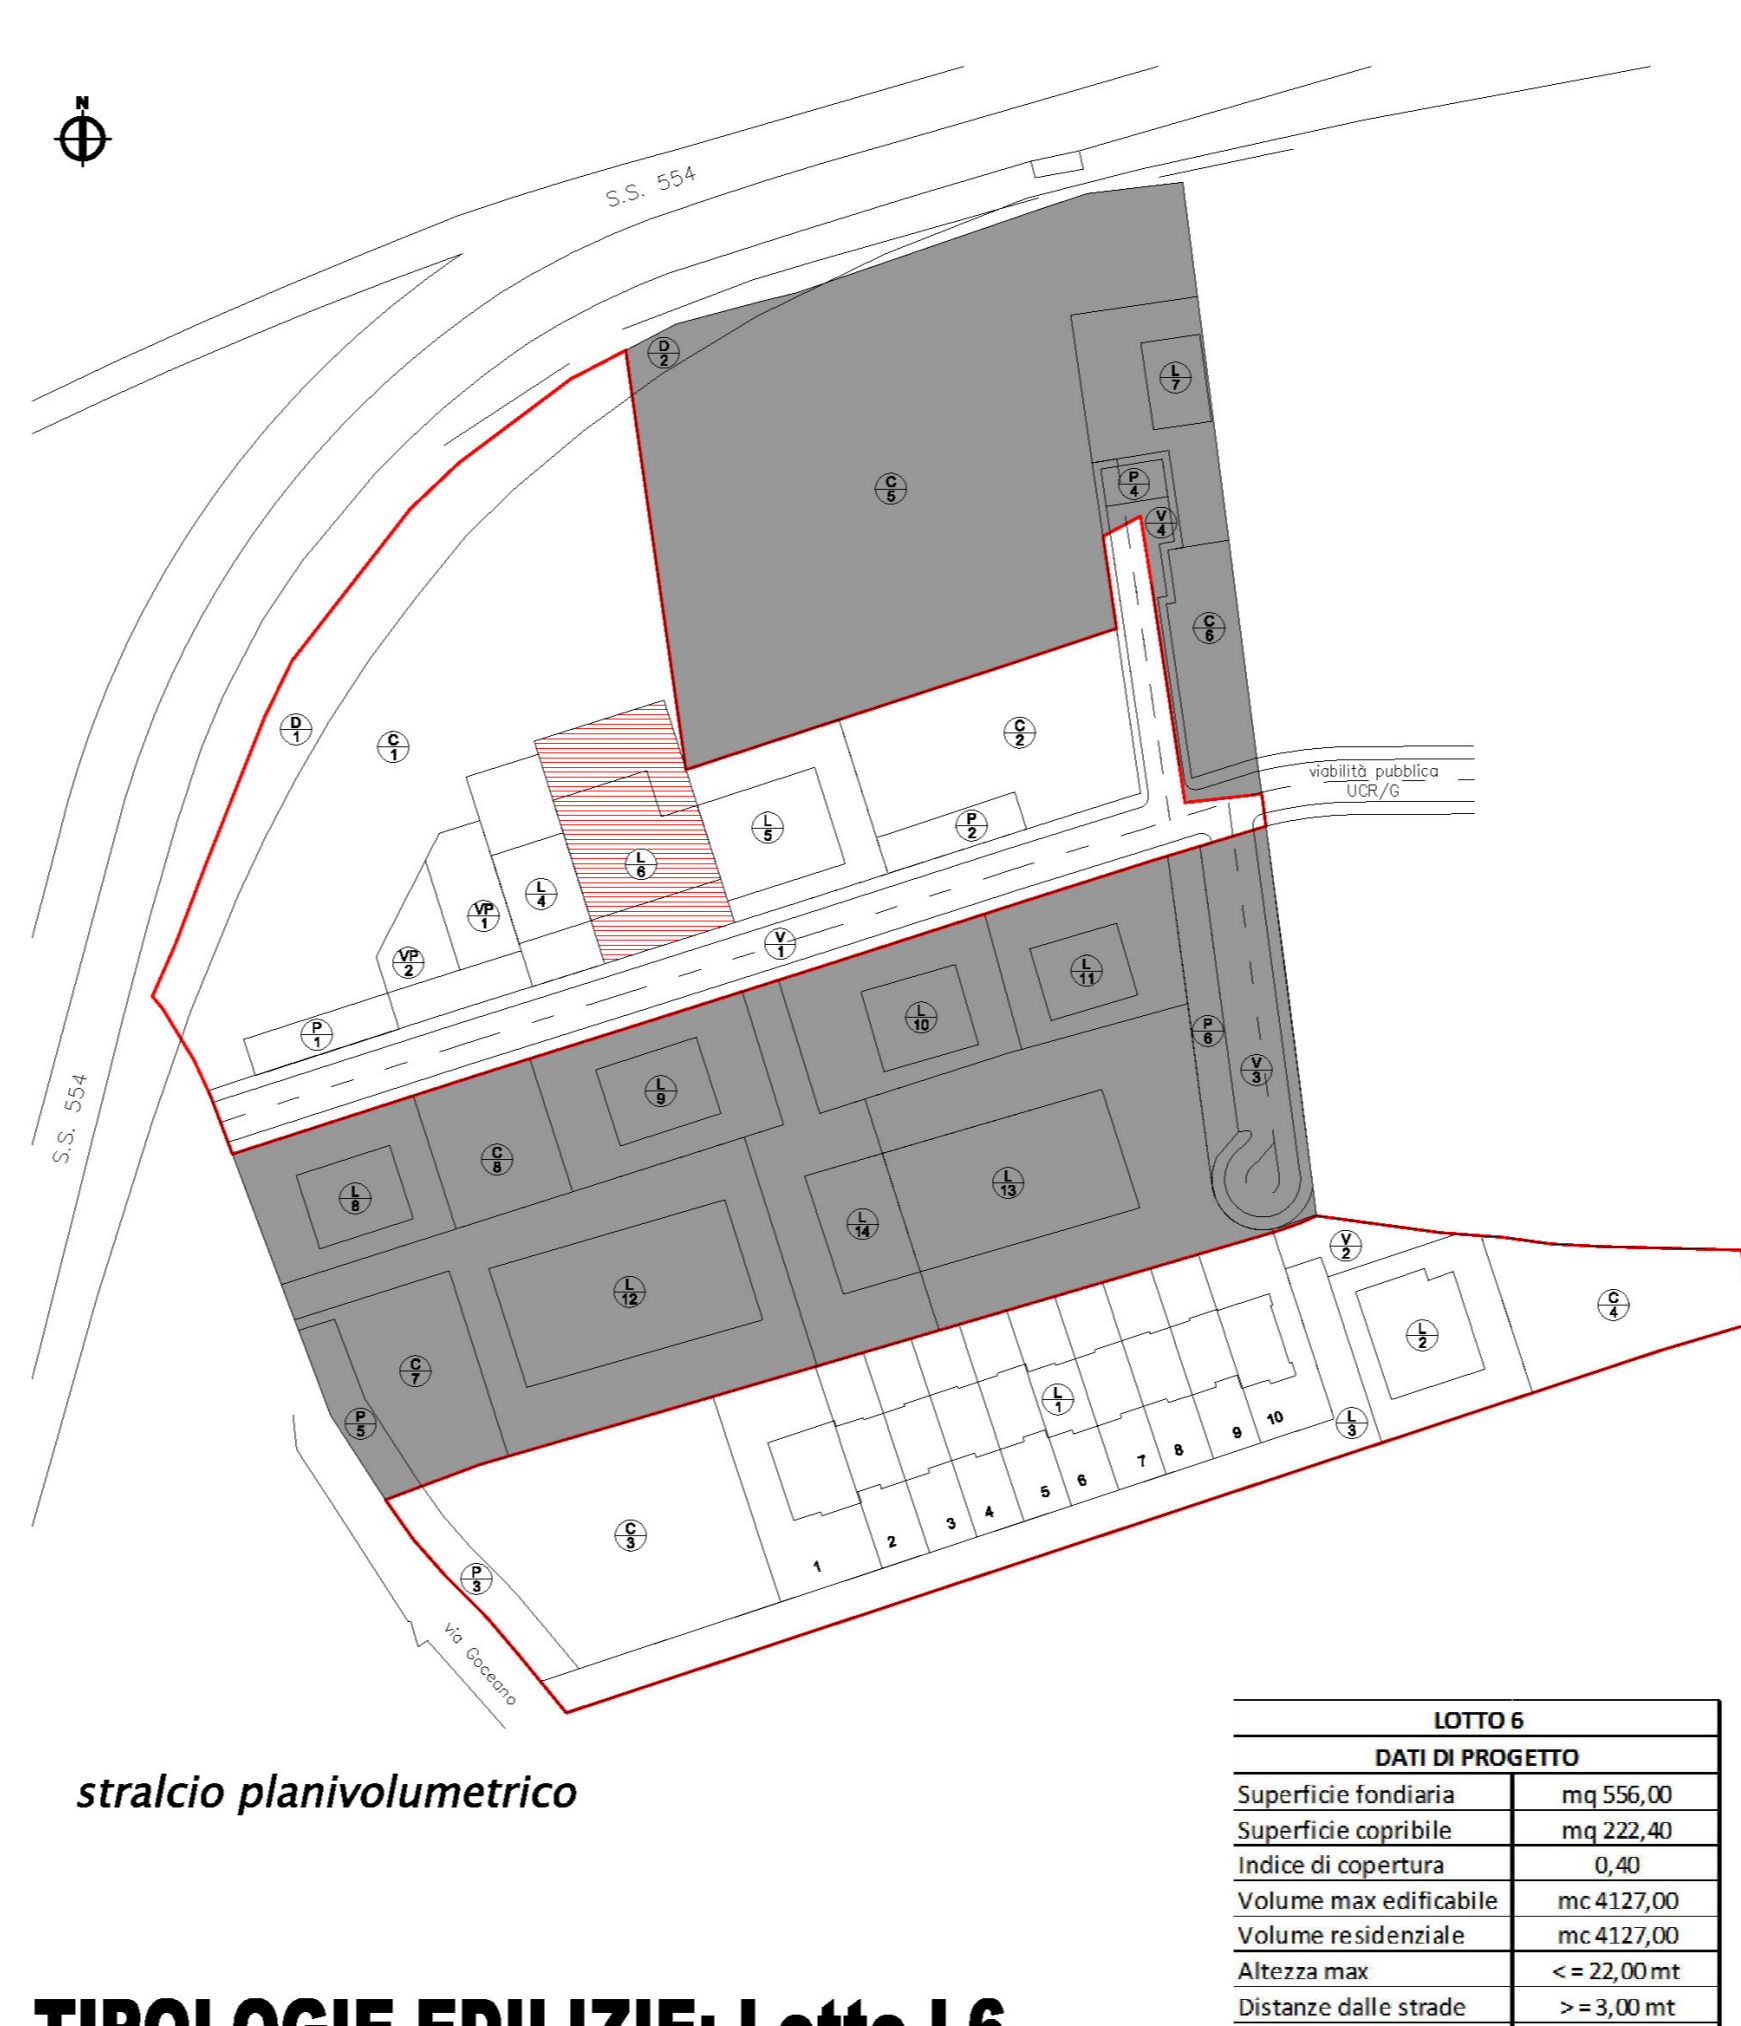 N
S.S. 554
D 2
L 7
C 5
P 4
V 4
C 6
D 1
C 1
C 2
viabilità pubblica
UCR/G
L 5
P 2
L 6
L 4
VP 1
VP 2
V 1
P 1
L 11
L 10
P 6
V 3
L 9
S.S. 554
C 8
L 8
L 13
L 14
V 2
L 12
C 4
L 2
C 7
L 1
P 5
L 3
1 2 3 4 5 6 7 8 9 10
C 3
P 3
via Goceano
stralcio planivolumetrico
LOTTO 6
DATI DI PROGETTO
Superficie fondiaria mq 556,00
Superficie copribile mq 222,40
Indice di copertura 0,40
Volume max edificabile mc 4127,00
Volume residenziale mc 4127,00
Altezza max < = 22,00 mt
Distanze dalle strade > = 3,00 mt
TIPOLOGIE EDILIZIE: Lotto L6